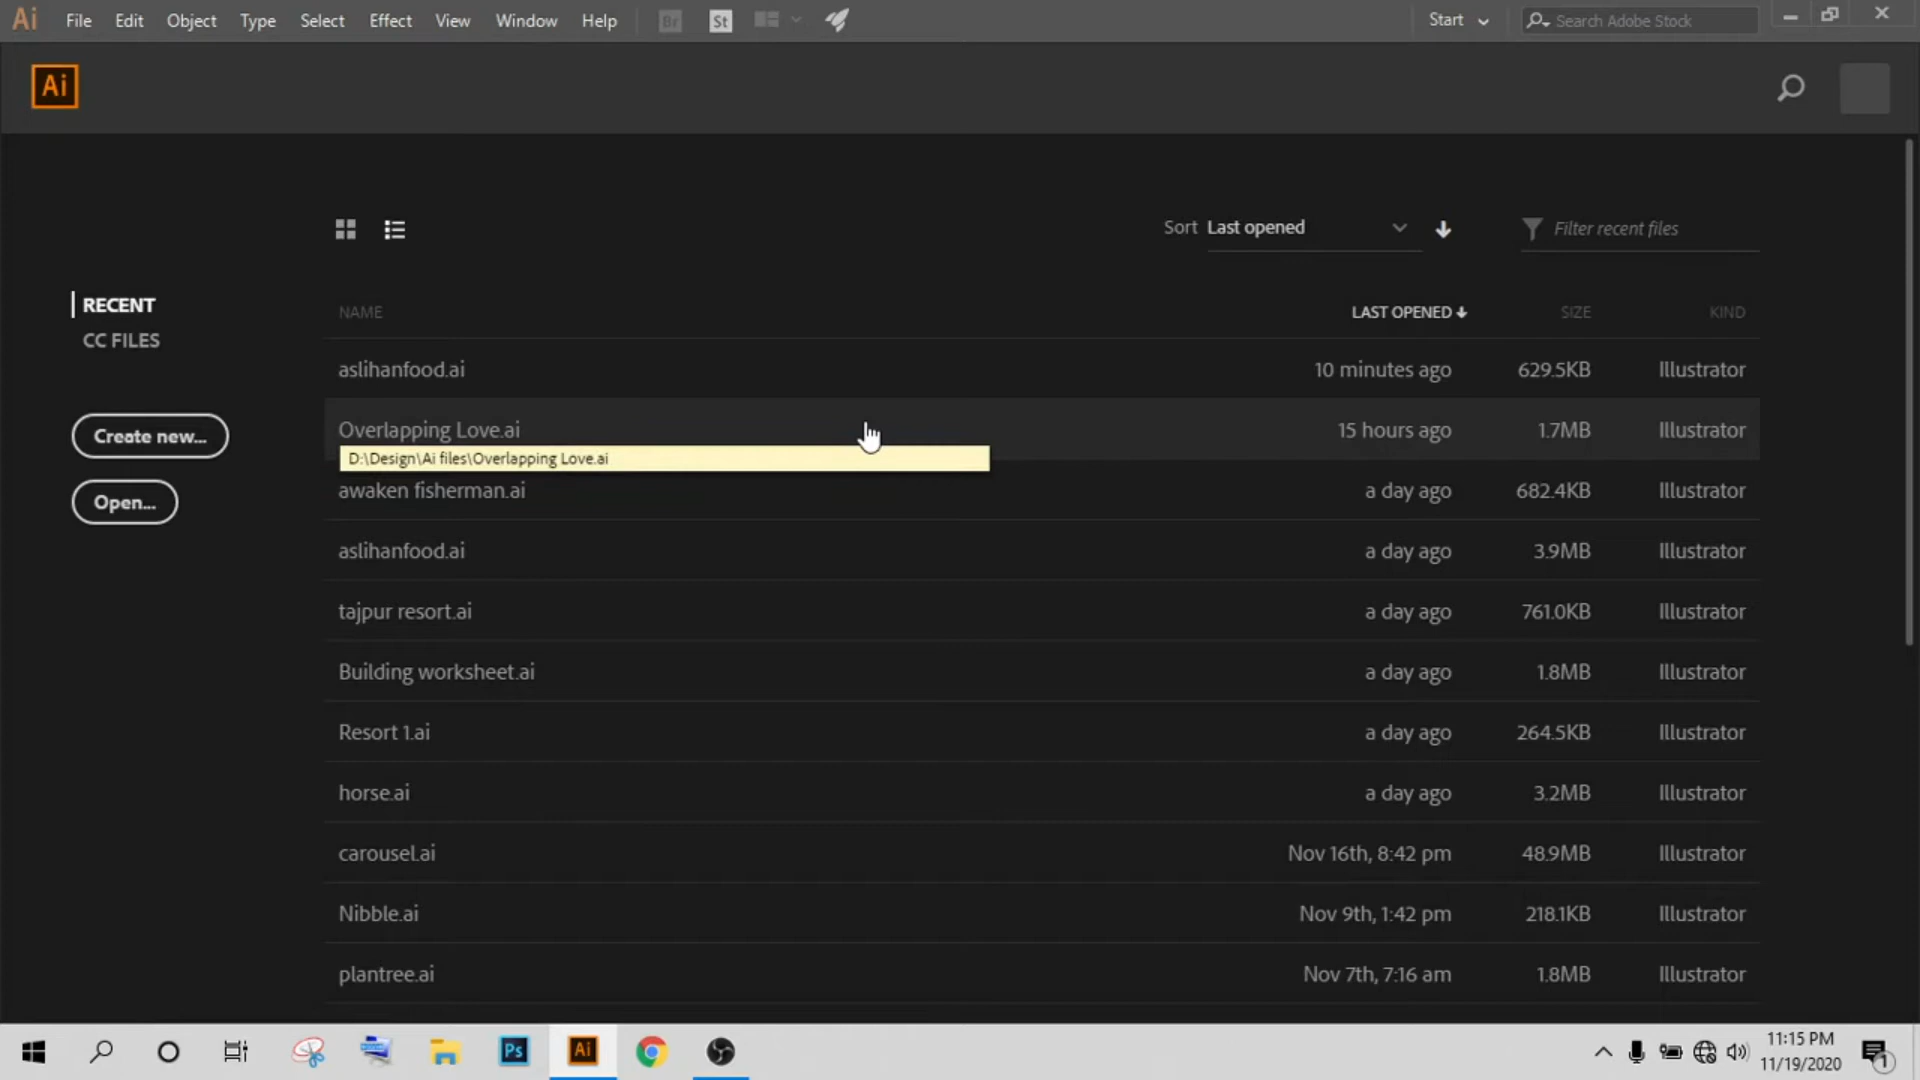 Ai File Edit Object Type Select Effect View Window Help Br St Start Search Adobe Stock
Ai
Sort Last opened Filter recent files
RECENT
CC FILES
Create new...
Open...
NAME LAST OPENED SIZE KIND
aslihanfood.ai 10 minutes ago 629.5KB Illustrator
Overlapping Love.ai 15 hours ago 1.7MB Illustrator
D:\Design\Ai files\Overlapping Love.ai
awaken fisherman.ai a day ago 682.4KB Illustrator
aslihanfood.ai a day ago 3.9MB Illustrator
tajpur resort.ai a day ago 761.0KB Illustrator
Building worksheet.ai a day ago 1.8MB Illustrator
Resort 1.ai a day ago 264.5KB Illustrator
horse.ai a day ago 3.2MB Illustrator
carousel.ai Nov 16th, 8:42 pm 48.9MB Illustrator
Nibble.ai Nov 9th, 1:42 pm 218.1KB Illustrator
plantree.ai Nov 7th, 7:16 am 1.8MB Illustrator
Ps Ai 11:15 PM
11/19/2020 1